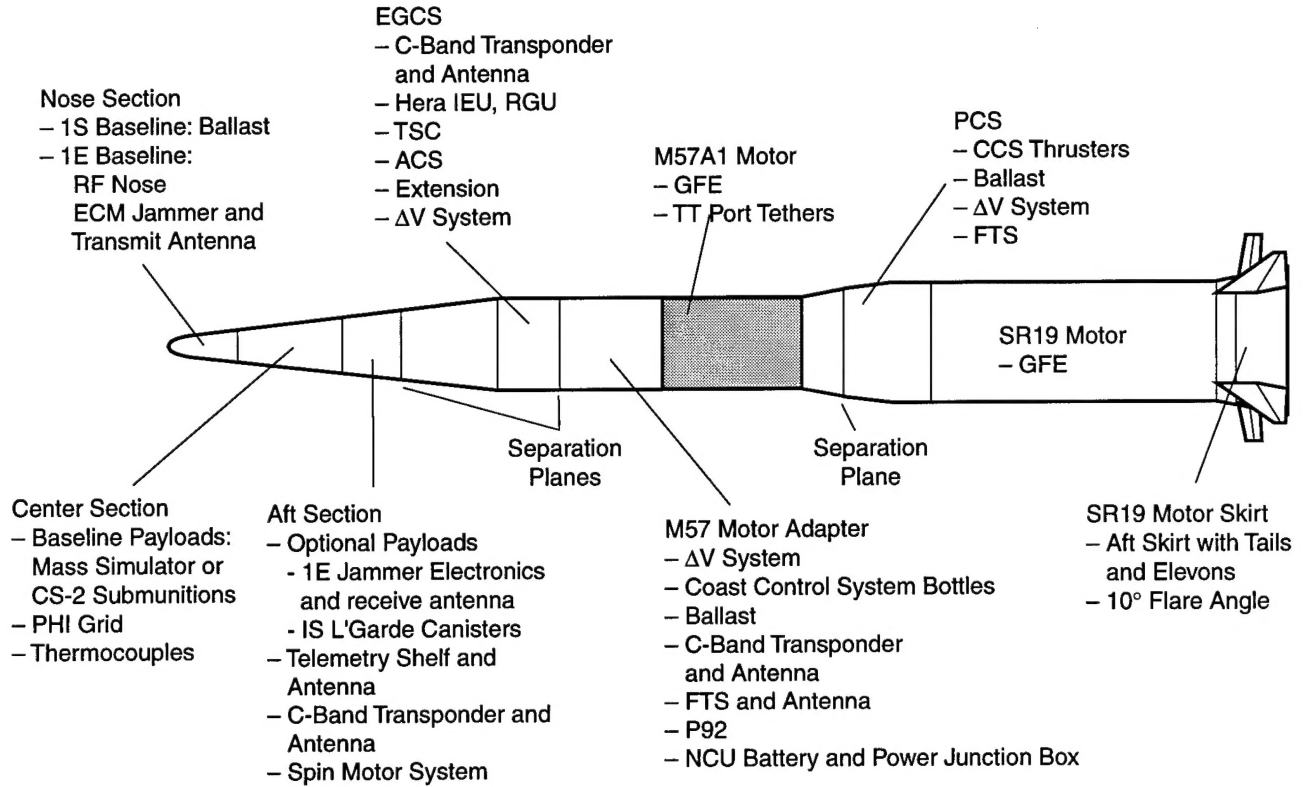 EGCS
– C-Band Transponder
and Antenna
– Hera IEU, RGU
– TSC
– ACS
– Extension
– ΔV System
Nose Section
– 1S Baseline: Ballast
– 1E Baseline:
RF Nose
ECM Jammer and
Transmit Antenna
M57A1 Motor
– GFE
– TT Port Tethers
PCS
– CCS Thrusters
– Ballast
– ΔV System
– FTS
SR19 Motor
– GFE
Separation
Planes
Separation
Plane
Center Section
– Baseline Payloads:
Mass Simulator or
CS-2 Submunitions
– PHI Grid
– Thermocouples
Aft Section
– Optional Payloads
- 1E Jammer Electronics
and receive antenna
- IS L'Garde Canisters
– Telemetry Shelf and
Antenna
– C-Band Transponder and
Antenna
– Spin Motor System
M57 Motor Adapter
– ΔV System
– Coast Control System Bottles
– Ballast
– C-Band Transponder
and Antenna
– FTS and Antenna
– P92
– NCU Battery and Power Junction Box
SR19 Motor Skirt
– Aft Skirt with Tails
and Elevons
– 10° Flare Angle